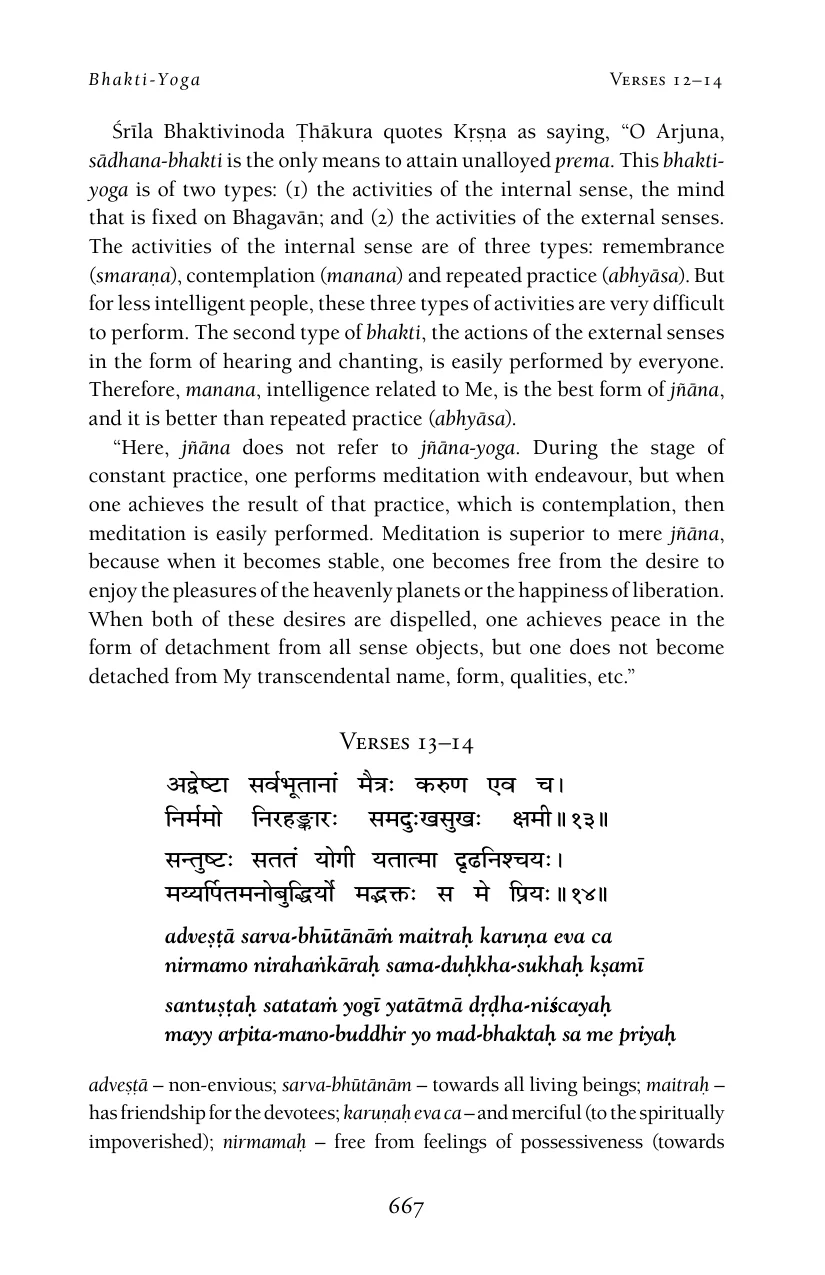 Bhakti-Yoga Verses 12–14
Śrīla Bhaktivinoda Ṭhākura quotes Kṛṣṇa as saying, “O Arjuna,
sādhana-bhakti is the only means to attain unalloyed prema. This bhakti-
yoga is of two types: (1) the activities of the internal sense, the mind
that is fixed on Bhagavān; and (2) the activities of the external senses.
The activities of the internal sense are of three types: remembrance
(smaraṇa), contemplation (manana) and repeated practice (abhyāsa). But
for less intelligent people, these three types of activities are very difficult
to perform. The second type of bhakti, the actions of the external senses
in the form of hearing and chanting, is easily performed by everyone.
Therefore, manana, intelligence related to Me, is the best form of jñāna,
and it is better than repeated practice (abhyāsa).
“Here, jñāna does not refer to jñāna-yoga. During the stage of
constant practice, one performs meditation with endeavour, but when
one achieves the result of that practice, which is contemplation, then
meditation is easily performed. Meditation is superior to mere jñāna,
because when it becomes stable, one becomes free from the desire to
enjoy the pleasures of the heavenly planets or the happiness of liberation.
When both of these desires are dispelled, one achieves peace in the
form of detachment from all sense objects, but one does not become
detached from My transcendental name, form, qualities, etc.”
Verses 13–14
अद्वेष्टा सर्वभूतानां मैत्रः करुण एव च।
निर्ममो निरहङ्कारः समदुःखसुखः क्षमी॥१३॥
सन्तुष्टः सततं योगी यतात्मा दृढनिश्चयः।
मय्यर्पितमनोबुद्धिर्यो मद्भक्तः स मे प्रियः॥१४॥
adveṣṭā sarva-bhūtānāṁ maitraḥ karuṇa eva ca
nirmamo nirahaṅkāraḥ sama-duḥkha-sukhaḥ kṣamī
santuṣṭaḥ satataṁ yogī yatātmā dṛḍha-niścayaḥ
mayy arpita-mano-buddhir yo mad-bhaktaḥ sa me priyaḥ
adveṣṭā – non-envious; sarva-bhūtānām – towards all living beings; maitraḥ –
has friendship for the devotees; karuṇaḥ eva ca – and merciful (to the spiritually
impoverished); nirmamaḥ – free from feelings of possessiveness (towards
667